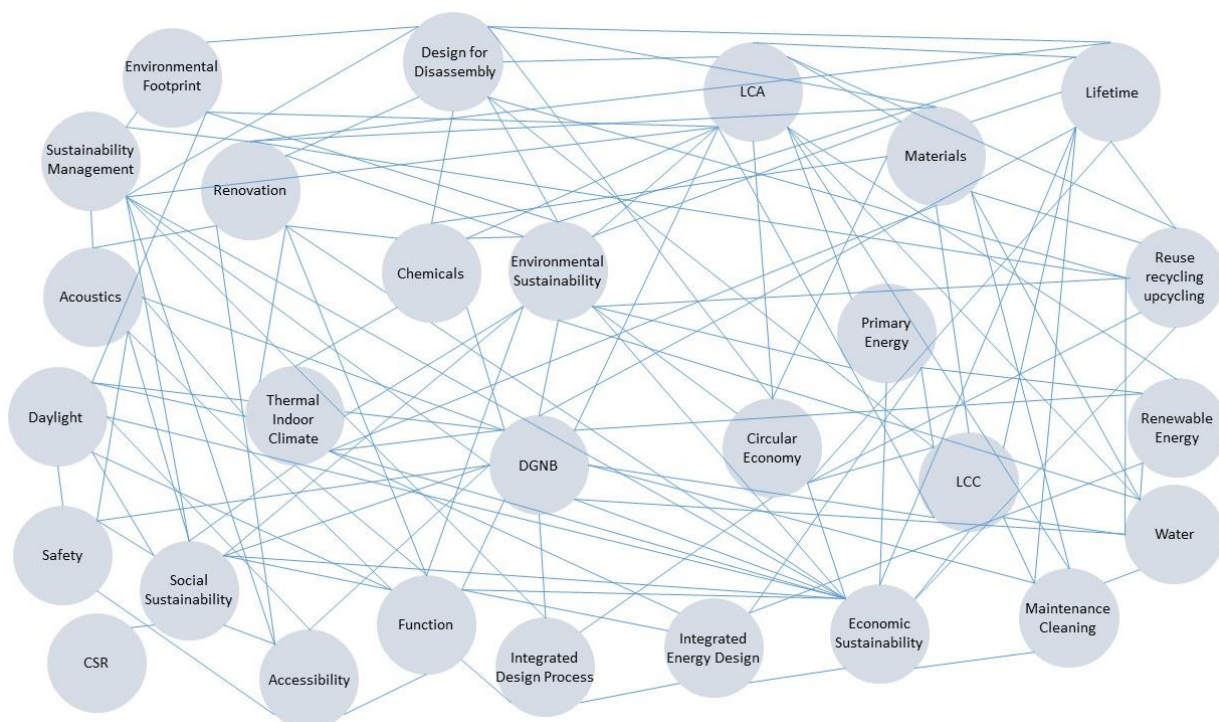 Design for
Disassembly
Environmental
Footprint
LCA
Lifetime
Sustainability
Management
Renovation
Materials
Chemicals
Environmental
Sustainability
Reuse
recycling
upcycling
Acoustics
Primary
Energy
Daylight
Thermal
Indoor
Climate
DGNB
Circular
Economy
LCC
Renewable
Energy
Safety
Social
Sustainability
Function
Integrated
Design Process
Integrated
Energy Design
Economic
Sustainability
Maintenance
Cleaning
Water
CSR
Accessibility